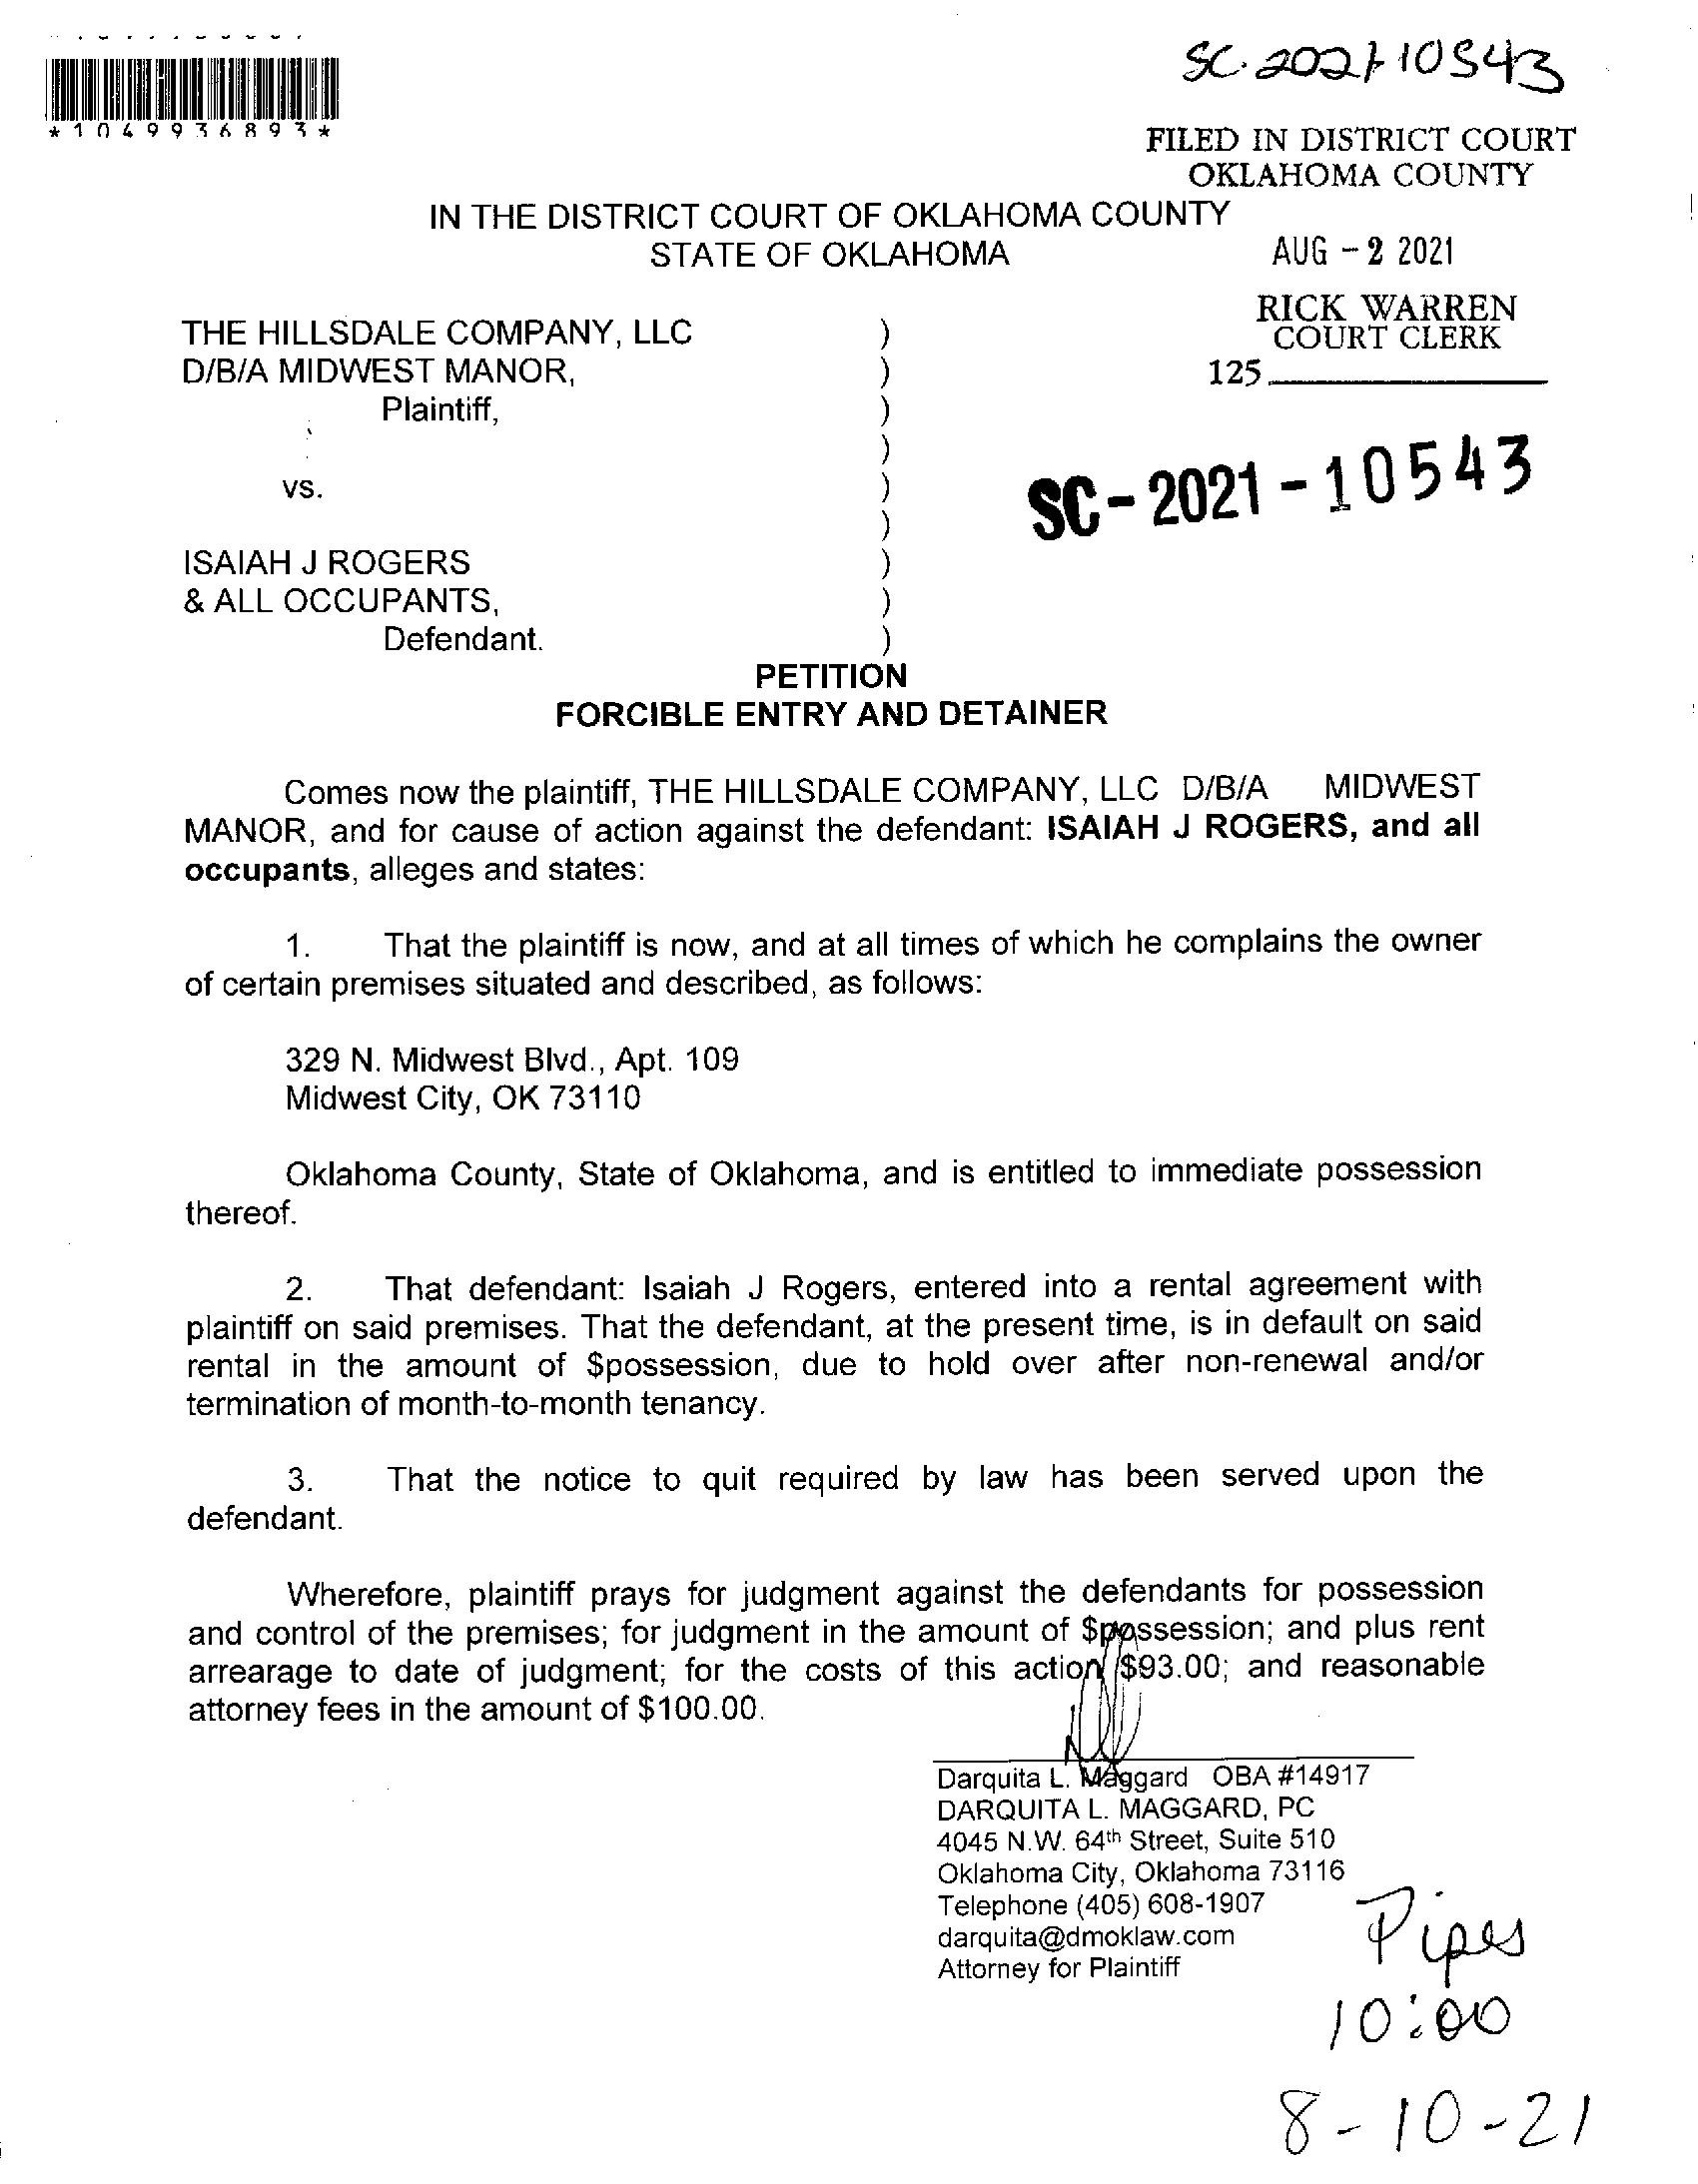 SC-2021-10543
*1049936893*
FILED IN DISTRICT COURT
OKLAHOMA COUNTY
IN THE DISTRICT COURT OF OKLAHOMA COUNTY
STATE OF OKLAHOMA
AUG - 2 2021
RICK WARREN
COURT CLERK
125
THE HILLSDALE COMPANY, LLC )
D/B/A MIDWEST MANOR, )
Plaintiff, )
)
vs. )
)
SC-2021-10543
ISAIAH J ROGERS )
& ALL OCCUPANTS, )
Defendant. )
PETITION
FORCIBLE ENTRY AND DETAINER
Comes now the plaintiff, THE HILLSDALE COMPANY, LLC D/B/A MIDWEST
MANOR, and for cause of action against the defendant: ISAIAH J ROGERS, and all
occupants, alleges and states:
1. That the plaintiff is now, and at all times of which he complains the owner
of certain premises situated and described, as follows:
329 N. Midwest Blvd., Apt. 109
Midwest City, OK 73110
Oklahoma County, State of Oklahoma, and is entitled to immediate possession
thereof.
2. That defendant: Isaiah J Rogers, entered into a rental agreement with
plaintiff on said premises. That the defendant, at the present time, is in default on said
rental in the amount of $possession, due to hold over after non-renewal and/or
termination of month-to-month tenancy.
3. That the notice to quit required by law has been served upon the
defendant.
Wherefore, plaintiff prays for judgment against the defendants for possession
and control of the premises; for judgment in the amount of $possession; and plus rent
arrearage to date of judgment; for the costs of this action $93.00; and reasonable
attorney fees in the amount of $100.00.
Darquita L. Maggard OBA #14917
DARQUITA L. MAGGARD, PC
4045 N.W. 64th Street, Suite 510
Oklahoma City, Oklahoma 73116
Telephone (405) 608-1907
darquita@dmoklaw.com
Attorney for Plaintiff
Pipes
10:00
8-10-21